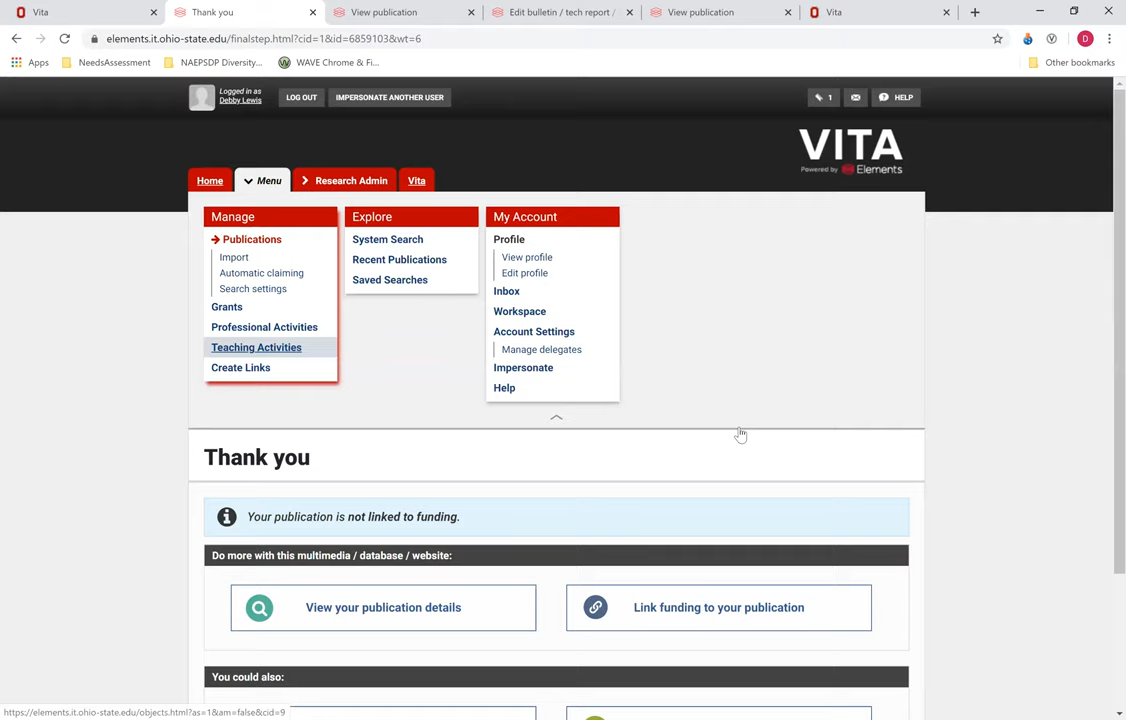 Vita
Thank you
View publication
Edit bulletin / tech report /
View publication
Vita
elements.it.ohio-state.edu/finalstep.html?cid=1&id=6859103&wt=6
D
Apps
NeedsAssessment
NAEPSDP Diversity...
WAVE Chrome & Fi...
Other bookmarks
Logged in as
Debby Lewis
LOG OUT
IMPERSONATE ANOTHER USER
1
HELP
VITA
Powered by Elements
Home
Menu
Research Admin
Vita
Manage
Publications
Import
Automatic claiming
Search settings
Grants
Professional Activities
Teaching Activities
Create Links
Explore
System Search
Recent Publications
Saved Searches
My Account
Profile
View profile
Edit profile
Inbox
Workspace
Account Settings
Manage delegates
Impersonate
Help
Thank you
Your publication is not linked to funding.
Do more with this multimedia / database / website:
View your publication details
Link funding to your publication
You could also:
https://elements.it.ohio-state.edu/objects.html?as=1&am=false&cid=9